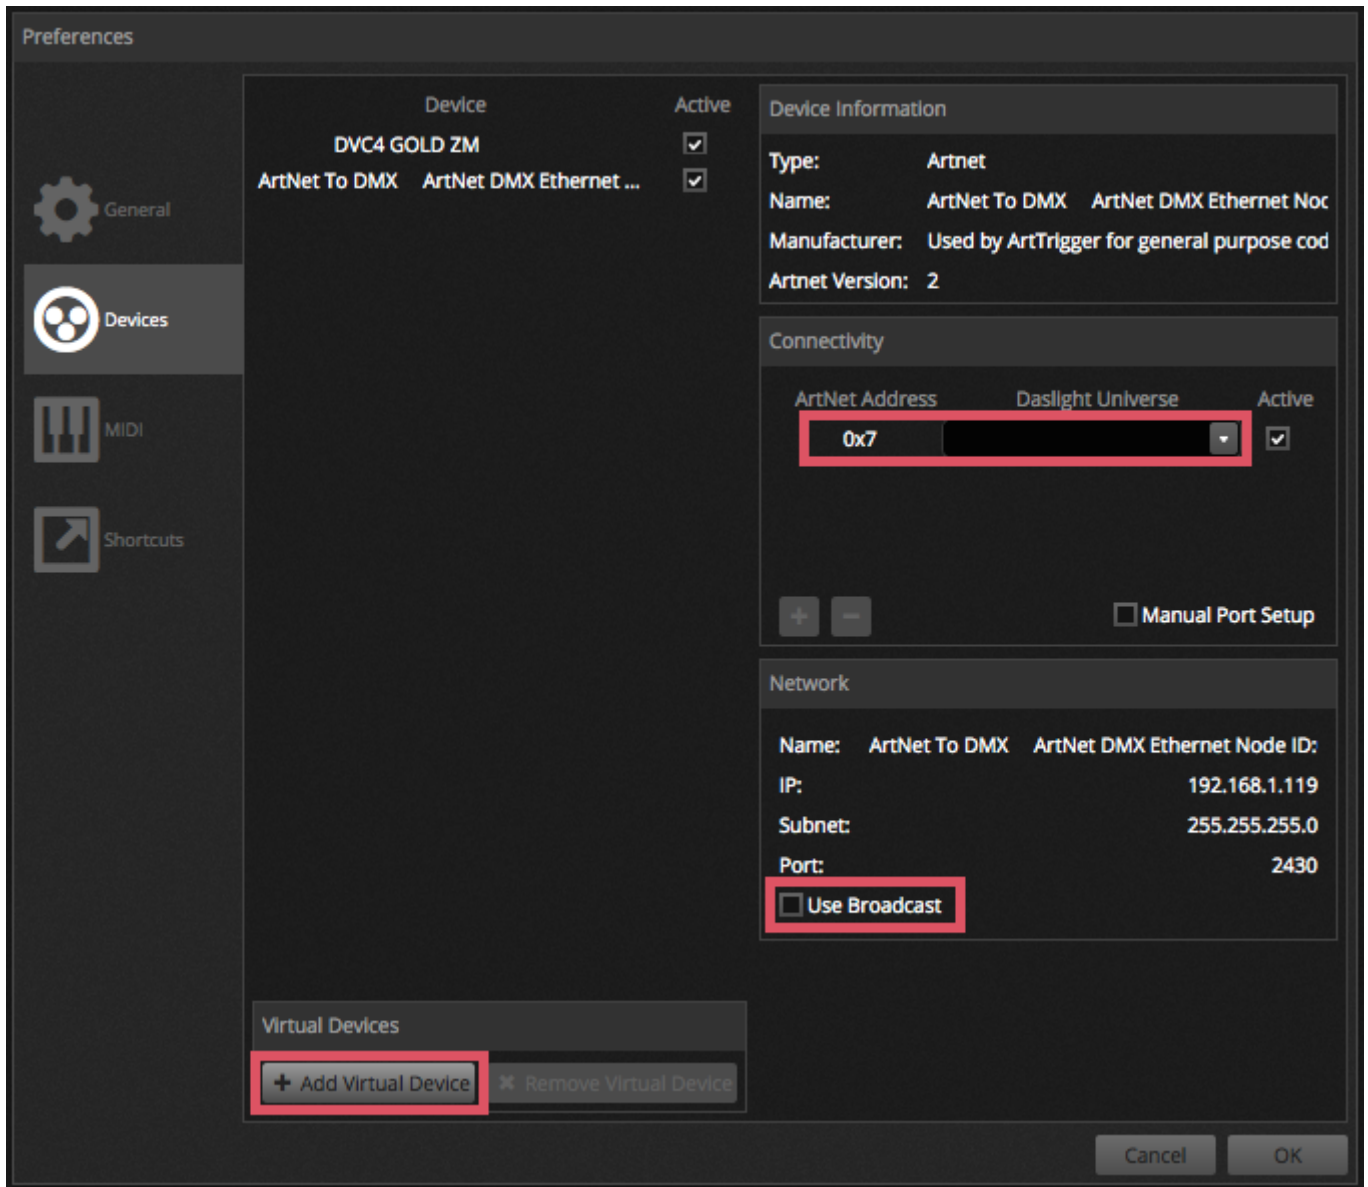 Preferences
General
Devices
MIDI
Shortcuts
Device Active
DVC4 GOLD ZM
ArtNet To DMX ArtNet DMX Ethernet ...
Virtual Devices
+ Add Virtual Device
✖ Remove Virtual Device
Device Information
Type: Artnet
Name: ArtNet To DMX ArtNet DMX Ethernet Noc
Manufacturer: Used by ArtTrigger for general purpose cod
Artnet Version: 2
Connectivity
ArtNet Address Daslight Universe Active
0x7
+ −
Manual Port Setup
Network
Name: ArtNet To DMX ArtNet DMX Ethernet Node ID:
IP: 192.168.1.119
Subnet: 255.255.255.0
Port: 2430
Use Broadcast
Cancel OK